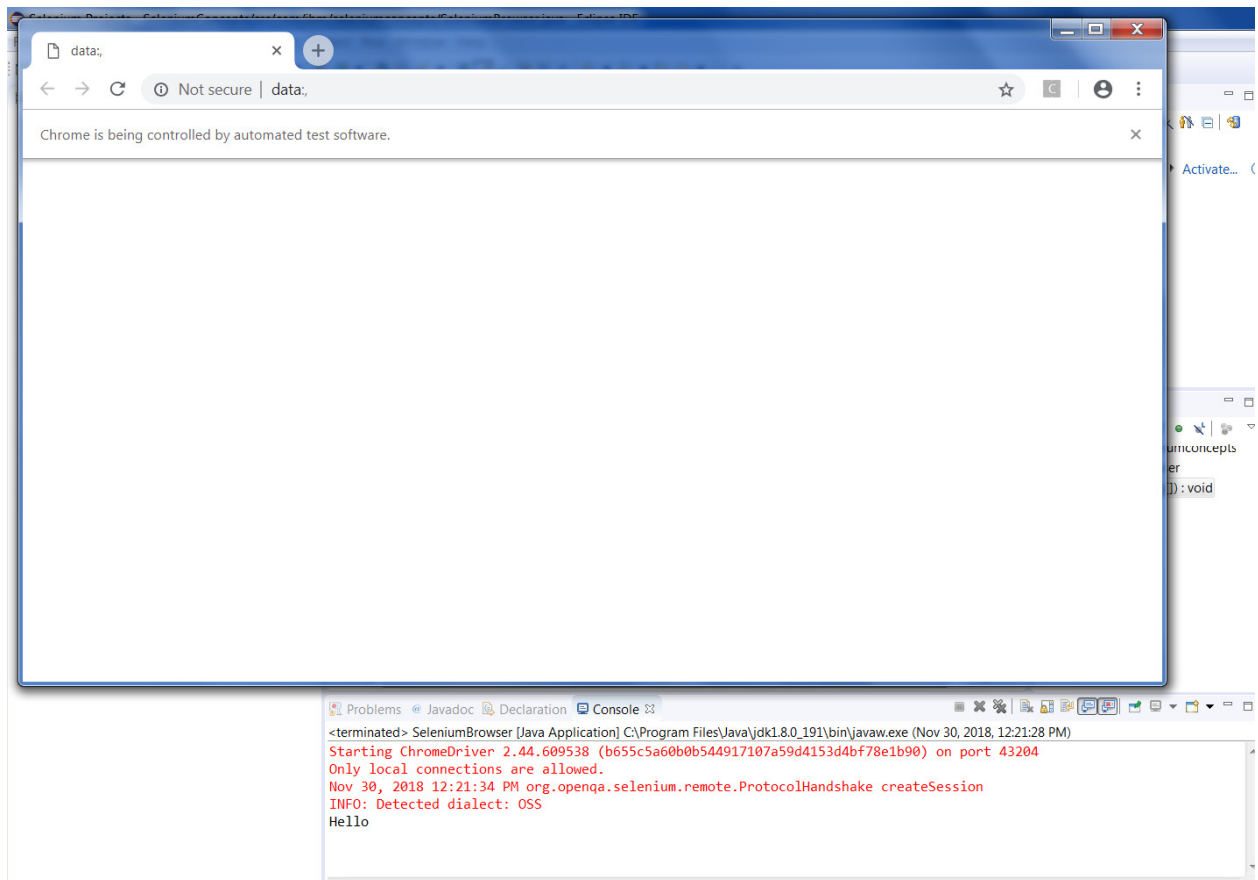 data:,
Not secure | data:,
Chrome is being controlled by automated test software.
Activate...
umconcepts
er
]) : void
Problems @ Javadoc Declaration Console
<terminated> SeleniumBrowser [Java Application] C:\Program Files\Java\jdk1.8.0_191\bin\javaw.exe (Nov 30, 2018, 12:21:28 PM)
Starting ChromeDriver 2.44.609538 (b655c5a60b0b544917107a59d4153d4bf78e1b90) on port 43204
Only local connections are allowed.
Nov 30, 2018 12:21:34 PM org.openqa.selenium.remote.ProtocolHandshake createSession
INFO: Detected dialect: OSS
Hello